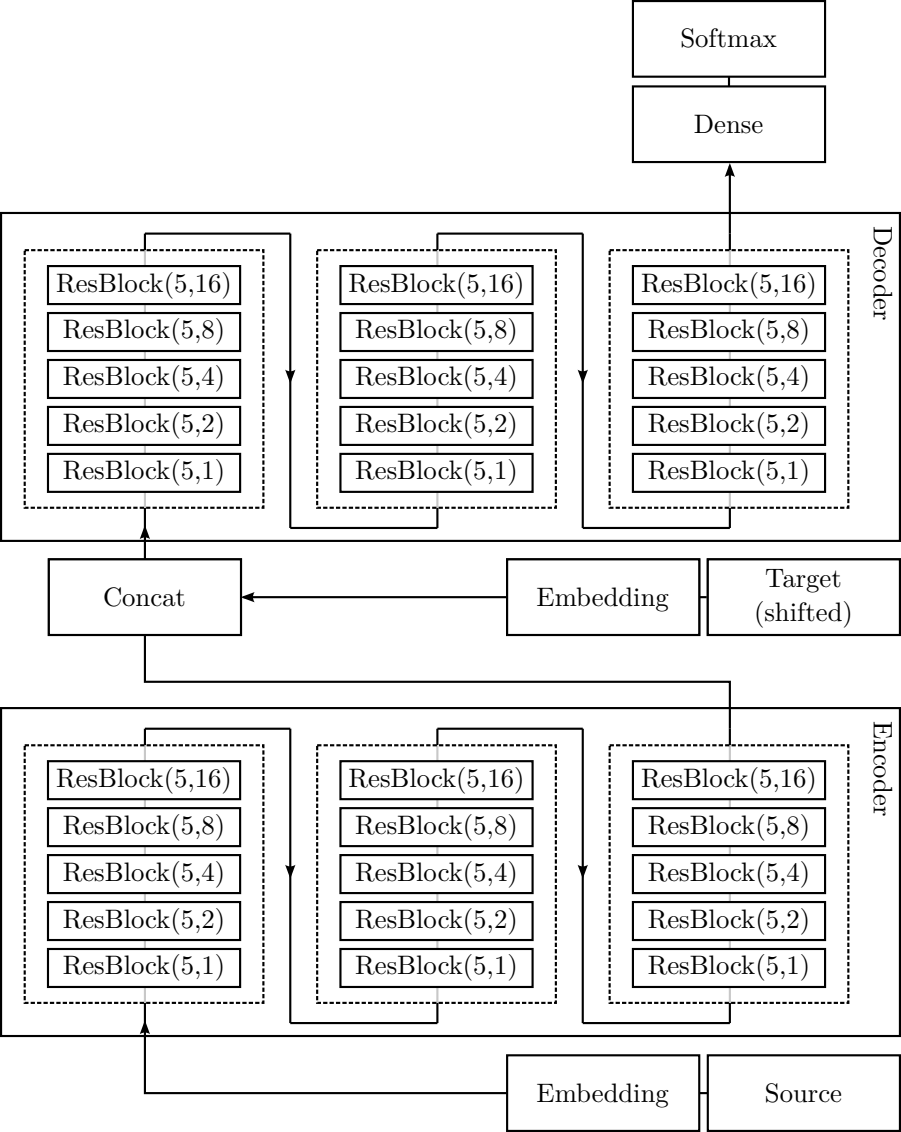 Softmax
Dense
Decoder
ResBlock(5,16)
ResBlock(5,8)
ResBlock(5,4)
ResBlock(5,2)
ResBlock(5,1)
ResBlock(5,16)
ResBlock(5,8)
ResBlock(5,4)
ResBlock(5,2)
ResBlock(5,1)
ResBlock(5,16)
ResBlock(5,8)
ResBlock(5,4)
ResBlock(5,2)
ResBlock(5,1)
Concat
Embedding
Target
(shifted)
Encoder
ResBlock(5,16)
ResBlock(5,8)
ResBlock(5,4)
ResBlock(5,2)
ResBlock(5,1)
ResBlock(5,16)
ResBlock(5,8)
ResBlock(5,4)
ResBlock(5,2)
ResBlock(5,1)
ResBlock(5,16)
ResBlock(5,8)
ResBlock(5,4)
ResBlock(5,2)
ResBlock(5,1)
Embedding
Source